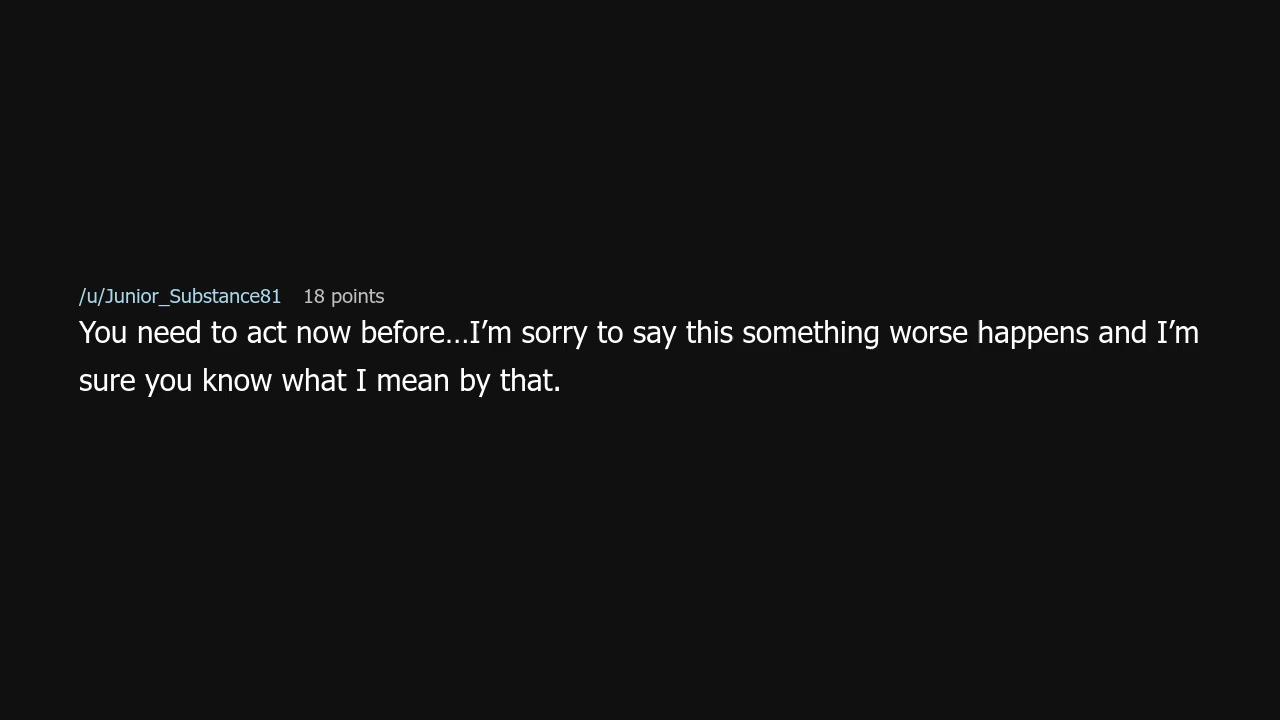 /u/Junior_Substance81 18 points
You need to act now before...I’m sorry to say this something worse happens and I’m
sure you know what I mean by that.